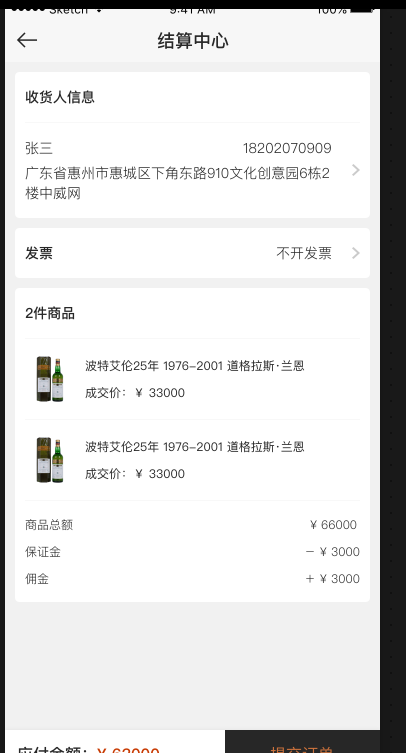 Sketch 9:41 AM 100%
结算中心
收货人信息
张三 18202070909
广东省惠州市惠城区下角东路910文化创意园6栋2
楼中威网
发票 不开发票
2件商品
波特艾伦25年 1976-2001 道格拉斯·兰恩
成交价：￥ 33000
波特艾伦25年 1976-2001 道格拉斯·兰恩
成交价：￥ 33000
商品总额 ￥66000
保证金 － ￥ 3000
佣金 ＋ ￥ 3000
应付金额： 提交订单